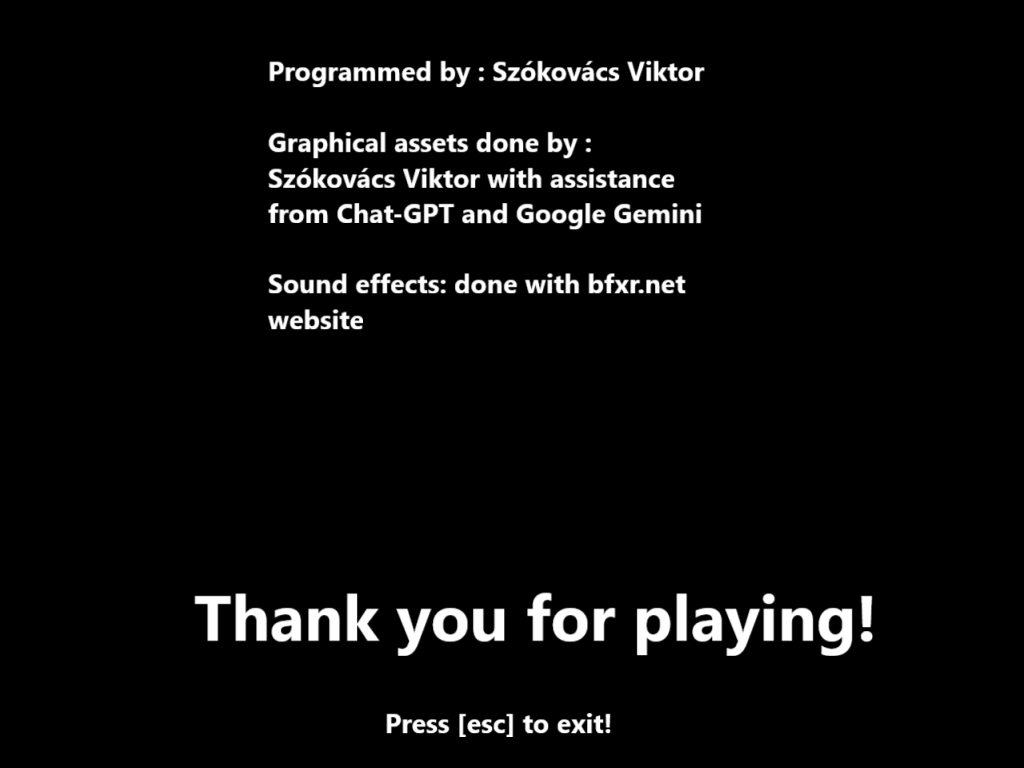 Programmed by : Szókovács Viktor
Graphical assets done by :
Szókovács Viktor with assistance
from Chat-GPT and Google Gemini
Sound effects: done with bfxr.net
website
Thank you for playing!
Press [esc] to exit!